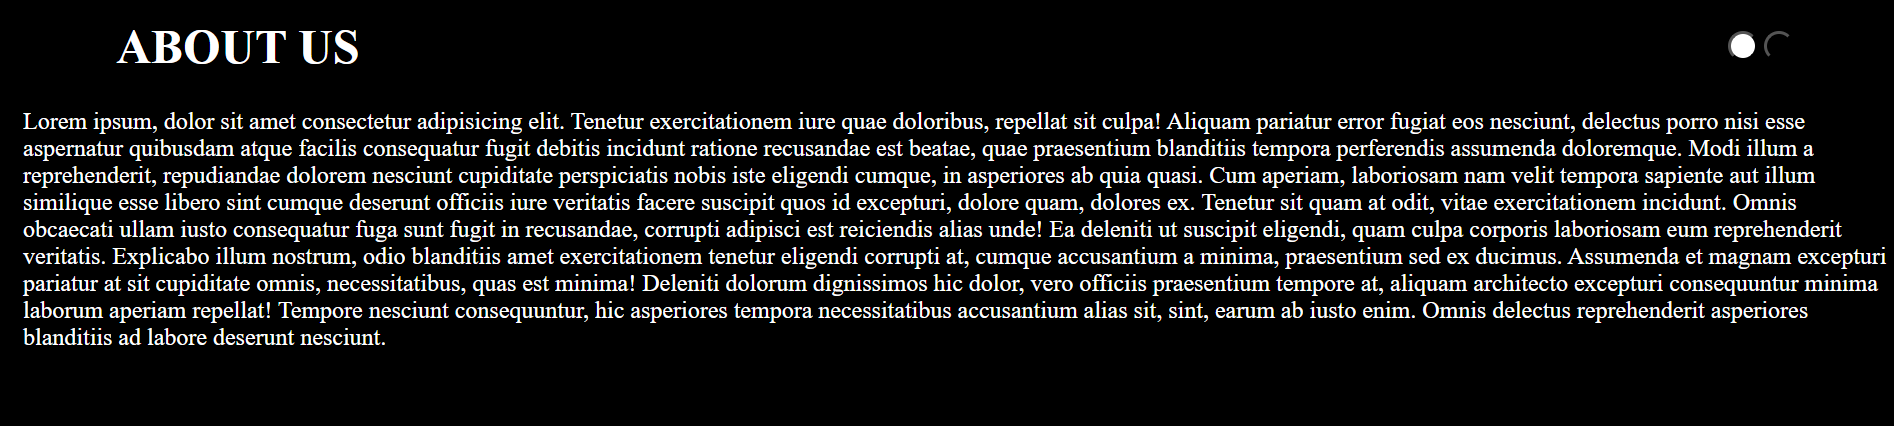 ABOUT US
Lorem ipsum, dolor sit amet consectetur adipisicing elit. Tenetur exercitationem iure quae doloribus, repellat sit culpa! Aliquam pariatur error fugiat eos nesciunt, delectus porro nisi esse
aspernatur quibusdam atque facilis consequatur fugit debitis incidunt ratione recusandae est beatae, quae praesentium blanditiis tempora perferendis assumenda doloremque. Modi illum a
reprehenderit, repudiandae dolorem nesciunt cupiditate perspiciatis nobis iste eligendi cumque, in asperiores ab quia quasi. Cum aperiam, laboriosam nam velit tempora sapiente aut illum
similique esse libero sint cumque deserunt officiis iure veritatis facere suscipit quos id excepturi, dolore quam, dolores ex. Tenetur sit quam at odit, vitae exercitationem incidunt. Omnis
obcaecati ullam iusto consequatur fuga sunt fugit in recusandae, corrupti adipisci est reiciendis alias unde! Ea deleniti ut suscipit eligendi, quam culpa corporis laboriosam eum reprehenderit
veritatis. Explicabo illum nostrum, odio blanditiis amet exercitationem tenetur eligendi corrupti at, cumque accusantium a minima, praesentium sed ex ducimus. Assumenda et magnam excepturi
pariatur at sit cupiditate omnis, necessitatibus, quas est minima! Deleniti dolorum dignissimos hic dolor, vero officiis praesentium tempore at, aliquam architecto excepturi consequuntur minima
laborum aperiam repellat! Tempore nesciunt consequuntur, hic asperiores tempora necessitatibus accusantium alias sit, sint, earum ab iusto enim. Omnis delectus reprehenderit asperiores
blanditiis ad labore deserunt nesciunt.